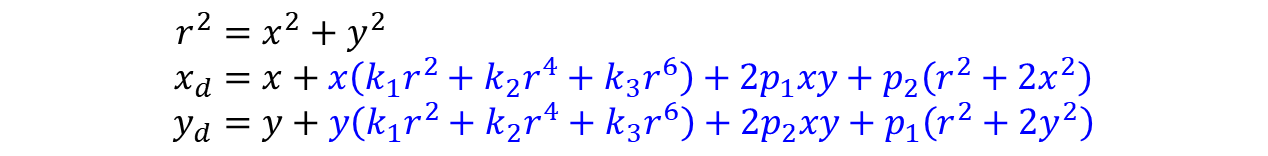 r² = x² + y²
x_d = x + x(k₁r² + k₂r⁴ + k₃r⁶) + 2p₁xy + p₂(r² + 2x²)
y_d = y + y(k₁r² + k₂r⁴ + k₃r⁶) + 2p₂xy + p₁(r² + 2y²)